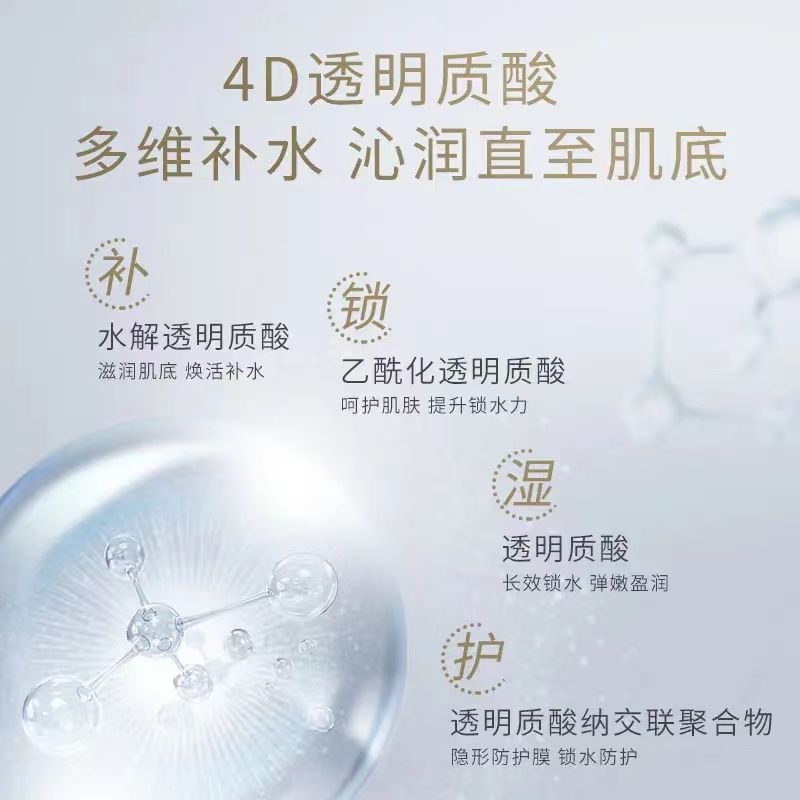 4D透明质酸
多维补水 沁润直至肌底
补
水解透明质酸
滋润肌底 焕活补水
锁
乙酰化透明质酸
呵护肌肤 提升锁水力
湿
透明质酸
长效锁水 弹嫩盈润
护
透明质酸纳交联聚合物
隐形防护膜 锁水防护